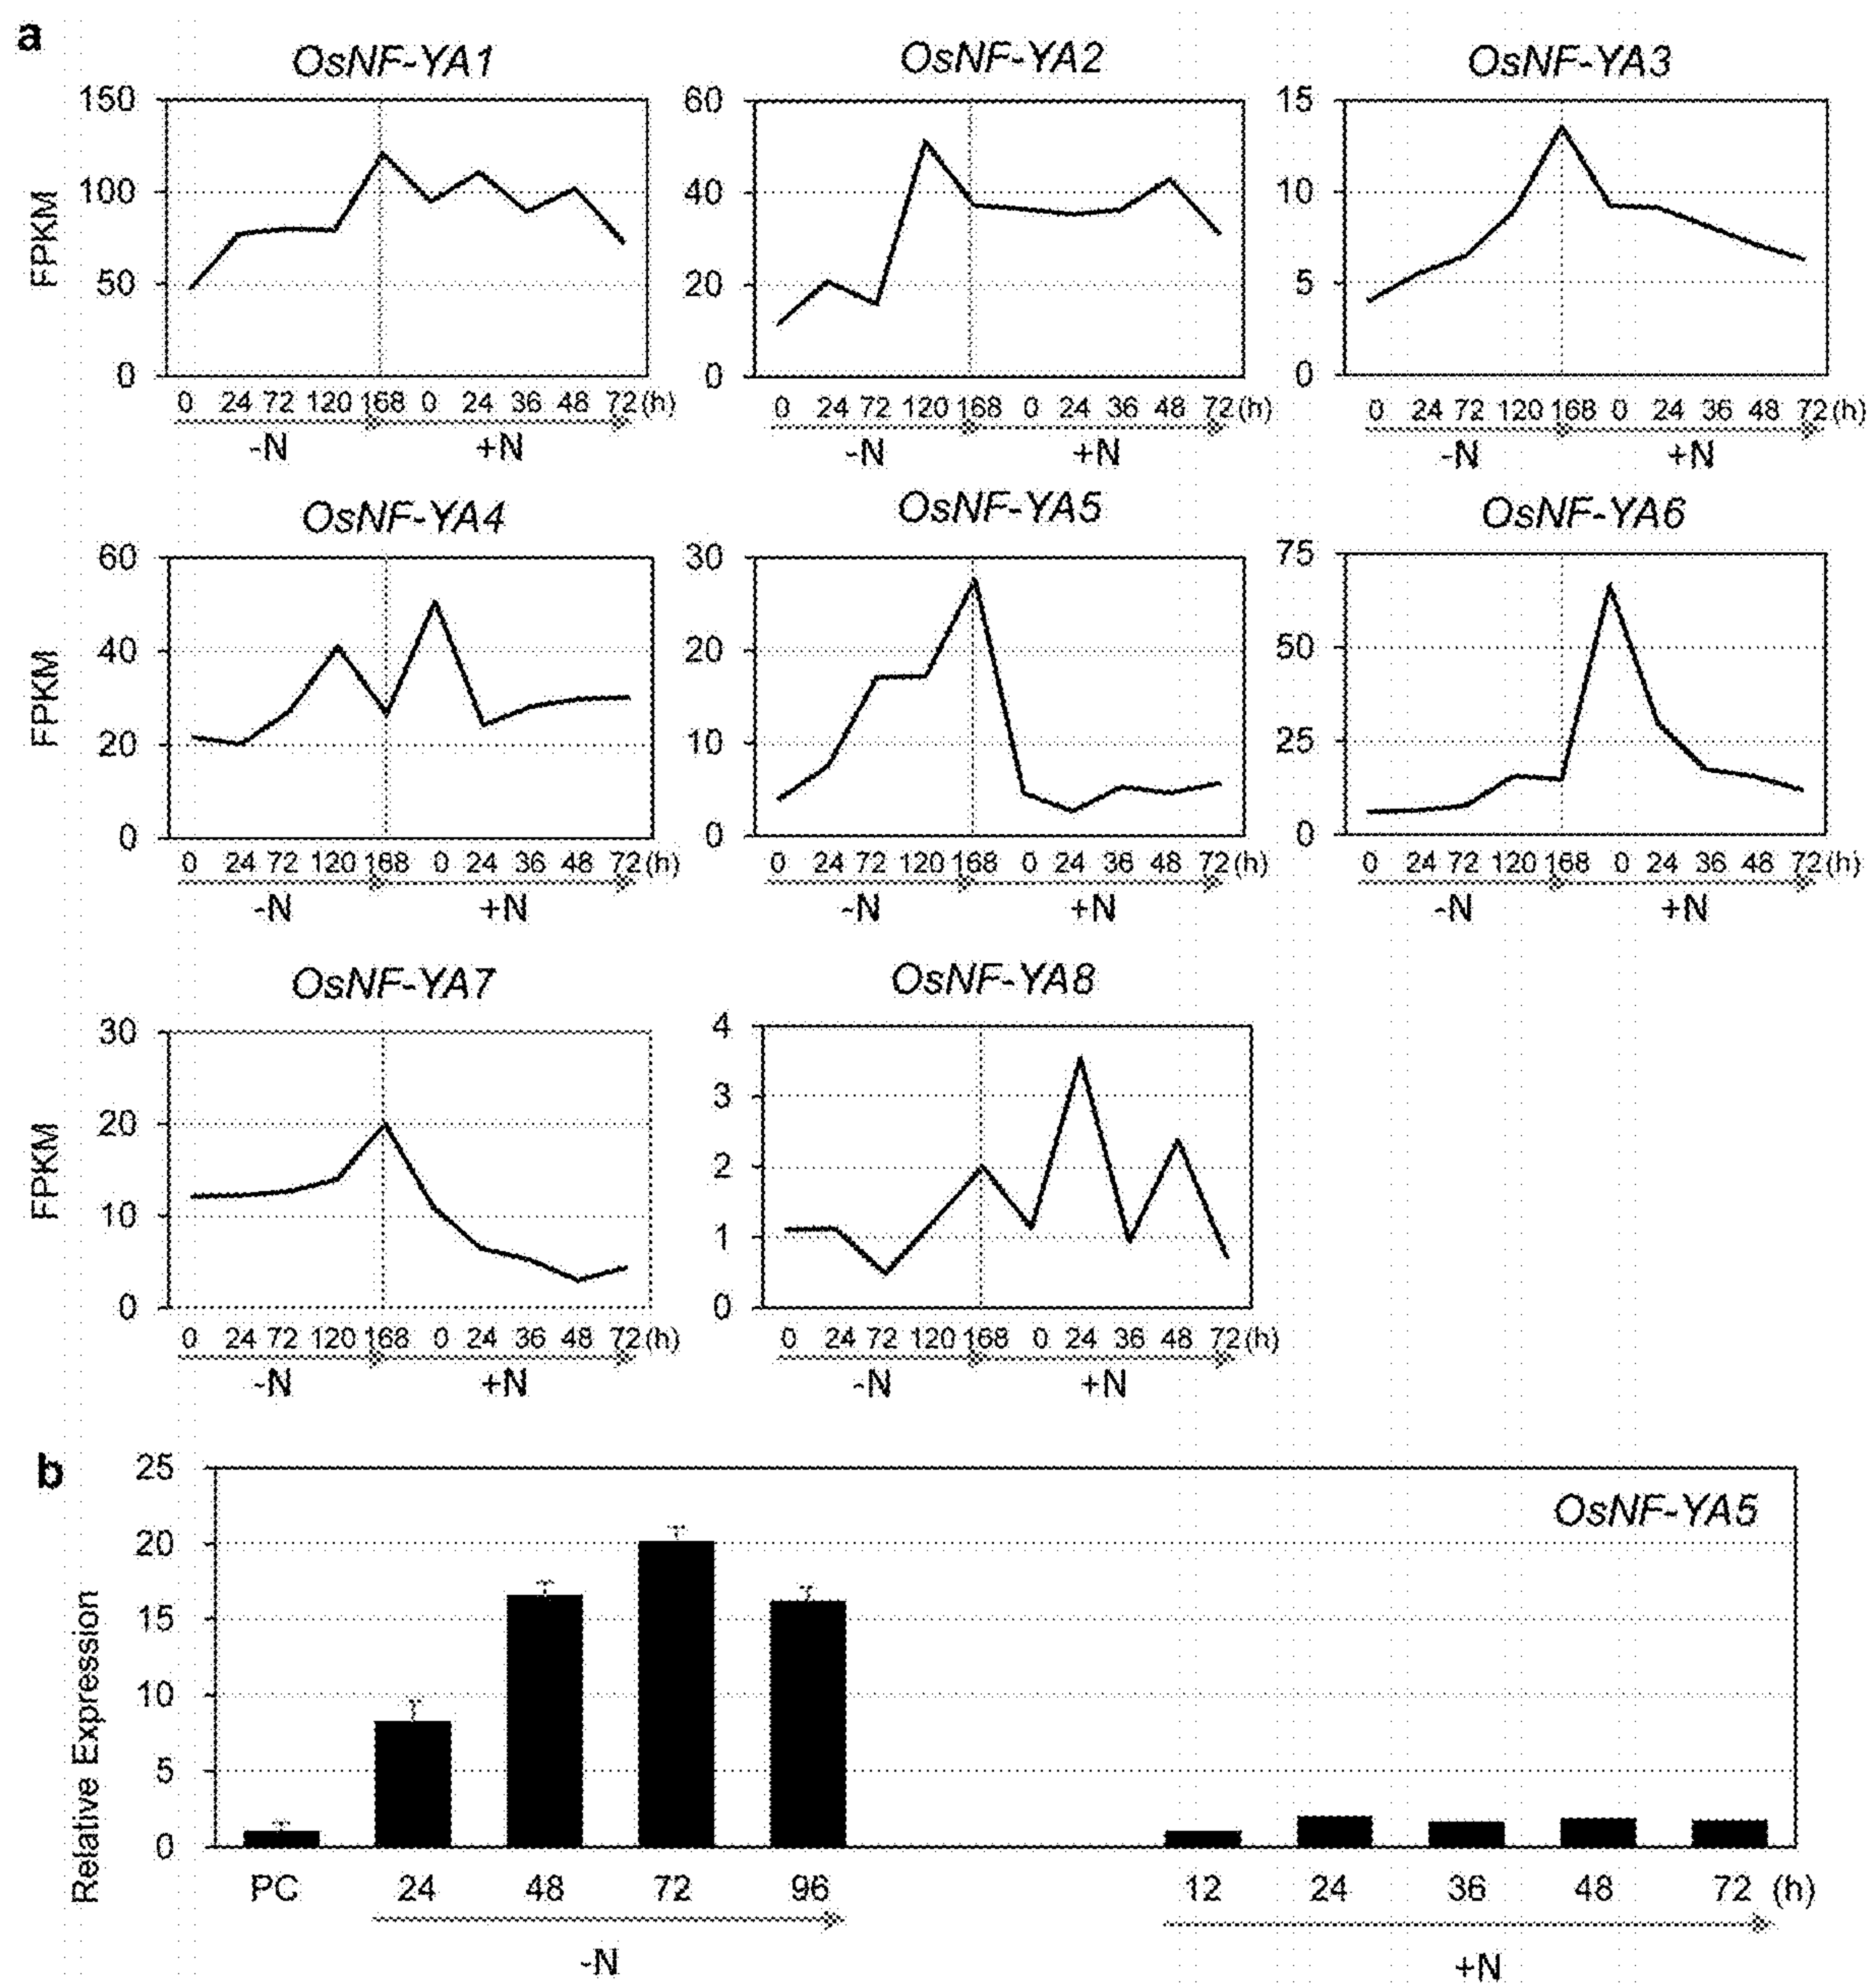 a
OsNF-YA1 OsNF-YA2 OsNF-YA3
150 60 15
100 40 10
FPKM
50 20 5
0 0 0
0 24 72 120 168 0 24 36 48 72 (h) 0 24 72 120 168 0 24 36 48 72(h) 0 24 72 120 168 0 24 36 48 72(h)
-N +N -N +N -N +N
OsNF-YA4 OsNF-YA5 OsNF-YA6
60 30 75
40 20 50
FPKM
20 10 25
0 0 0
0 24 72 120 168 0 24 36 48 72(h) 0 24 72 120 168 0 24 36 48 72(h) 0 24 72 120 168 0 24 36 48 72(h)
-N +N -N +N -N +N
OsNF-YA7 OsNF-YA8
30 4
20 3
FPKM 2
10 1
0 0
0 24 72 120 168 0 24 36 48 72(h) 0 24 72 120 168 0 24 36 48 72(h)
-N +N -N +N
b
25
OsNF-YA5
20
15
Relative Expression
10
5
0
PC 24 48 72 96 12 24 36 48 72 (h)
-N +N